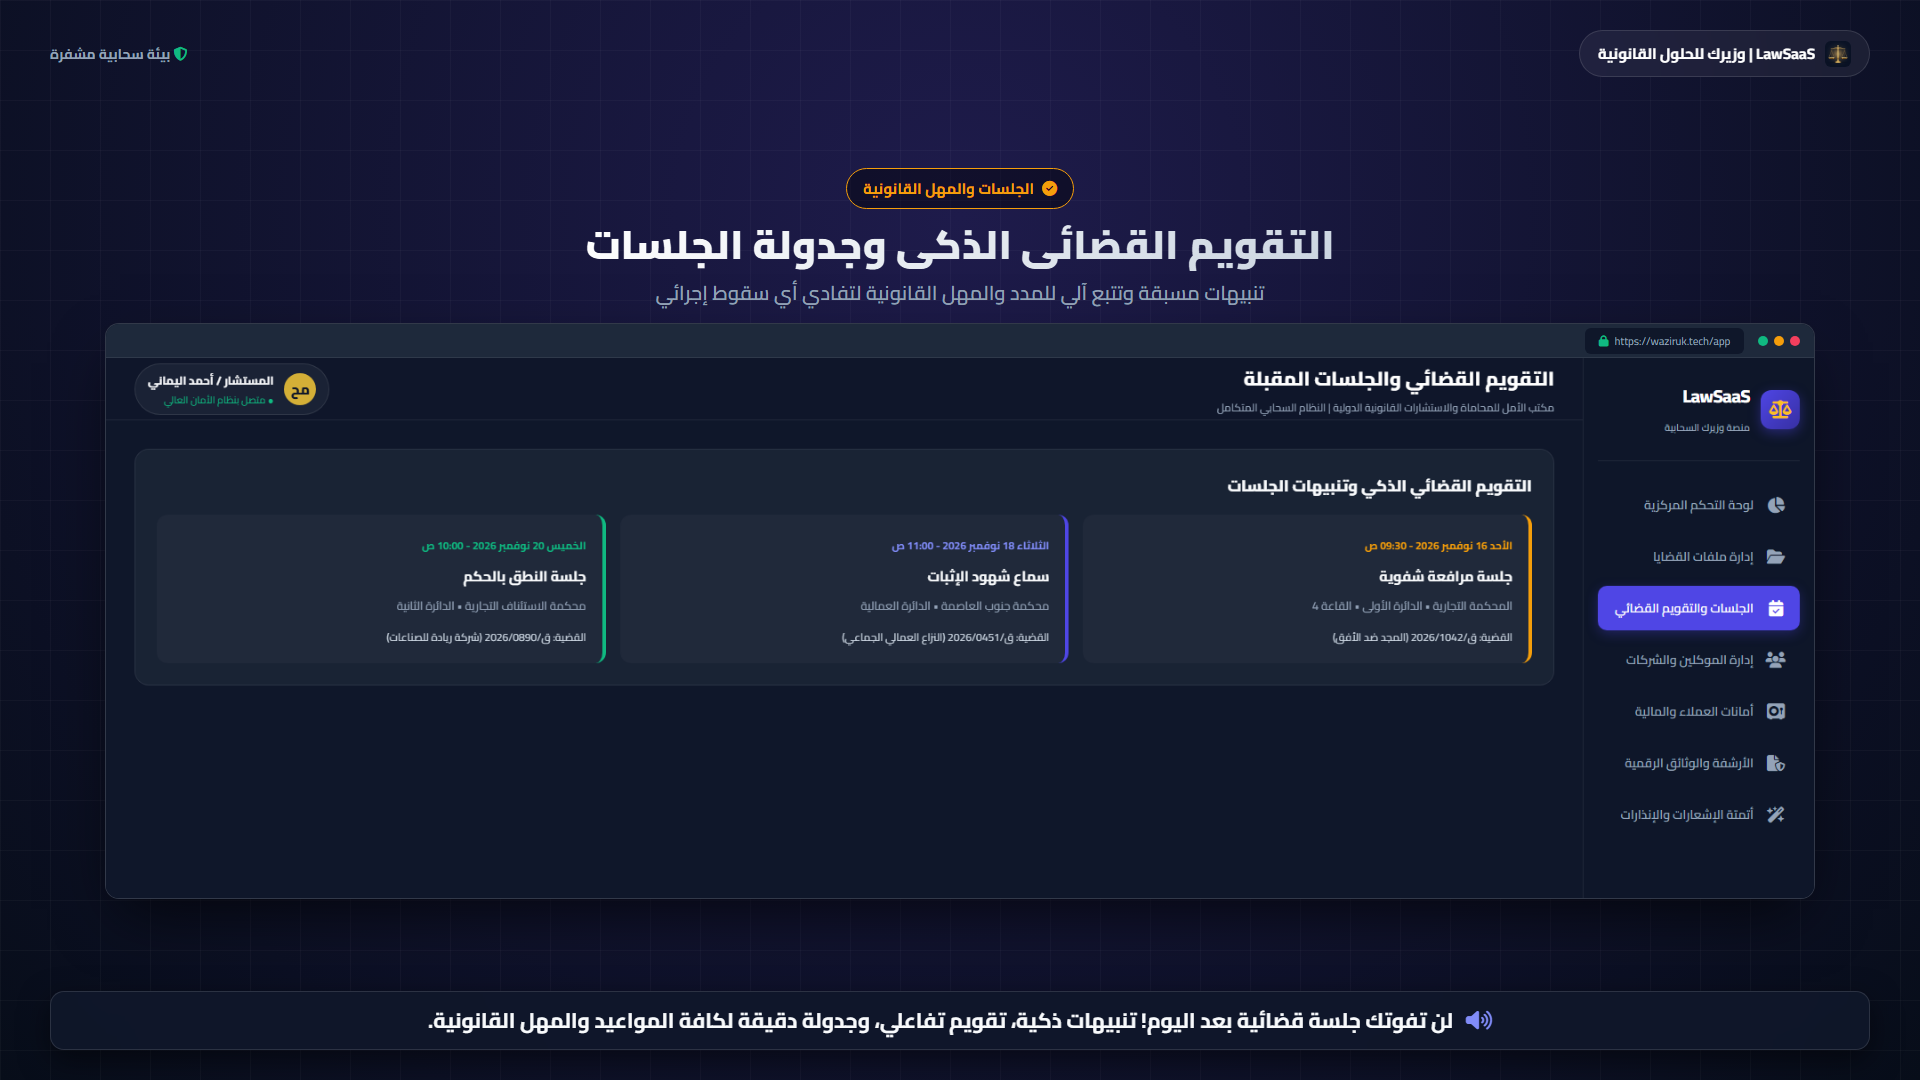 LawSaaS | وزيرك للحلول القانونية
بيئة سحابية مشفرة
الجلسات والمهل القانونية
التقويم القضائى الذكى وجدولة الجلسات
تنبيهات مسبقة وتتبع آلي للمدد والمهل القانونية لتفادي أي سقوط إجرائي
https://waziruk.tech/app
LawSaaS
منصة وزيرك السحابية
لوحة التحكم المركزية
إدارة ملفات القضايا
الجلسات والتقويم القضائي
إدارة الموكلين والشركات
أمانات العملاء والمالية
الأرشفة والوثائق الرقمية
أتمتة الإشعارات والإنذارات
التقويم القضائي والجلسات المقبلة
مكتب الأمل للمحاماة والاستشارات القانونية الدولية | النظام السحابي المتكامل
مح
المستشار / أحمد اليماني
● متصل بنظام الأمان العالي
التقويم القضائي الذكي وتنبيهات الجلسات
الأحد 16 نوفمبر 2026 - 09:30 ص
جلسة مرافعة شفوية
المحكمة التجارية • الدائرة الأولى • القاعة 4
القضية: ق/2026/1042 (المجد ضد الأفق)
الثلاثاء 18 نوفمبر 2026 - 11:00 ص
سماع شهود الإثبات
محكمة جنوب العاصمة • الدائرة العمالية
القضية: ق/2026/0451 (النزاع العمالي الجماعي)
الخميس 20 نوفمبر 2026 - 10:00 ص
جلسة النطق بالحكم
محكمة الاستئناف التجارية • الدائرة الثانية
القضية: ق/2026/0890 (شركة ريادة للصناعات)
لن تفوتك جلسة قضائية بعد اليوم! تنبيهات ذكية، تقويم تفاعلي، وجدولة دقيقة لكافة المواعيد والمهل القانونية.